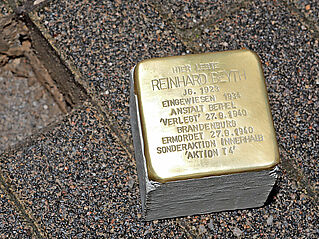 HIER LEBTE
REINHARD BEYTH
JG. 1923
EINGEWIESEN 1938
ANSTALT BETHEL
'VERLEGT' 27.9.1940
BRANDENBURG
ERMORDET 27.9.1940
SONDERAKTION INNERHALB
'AKTION T4'